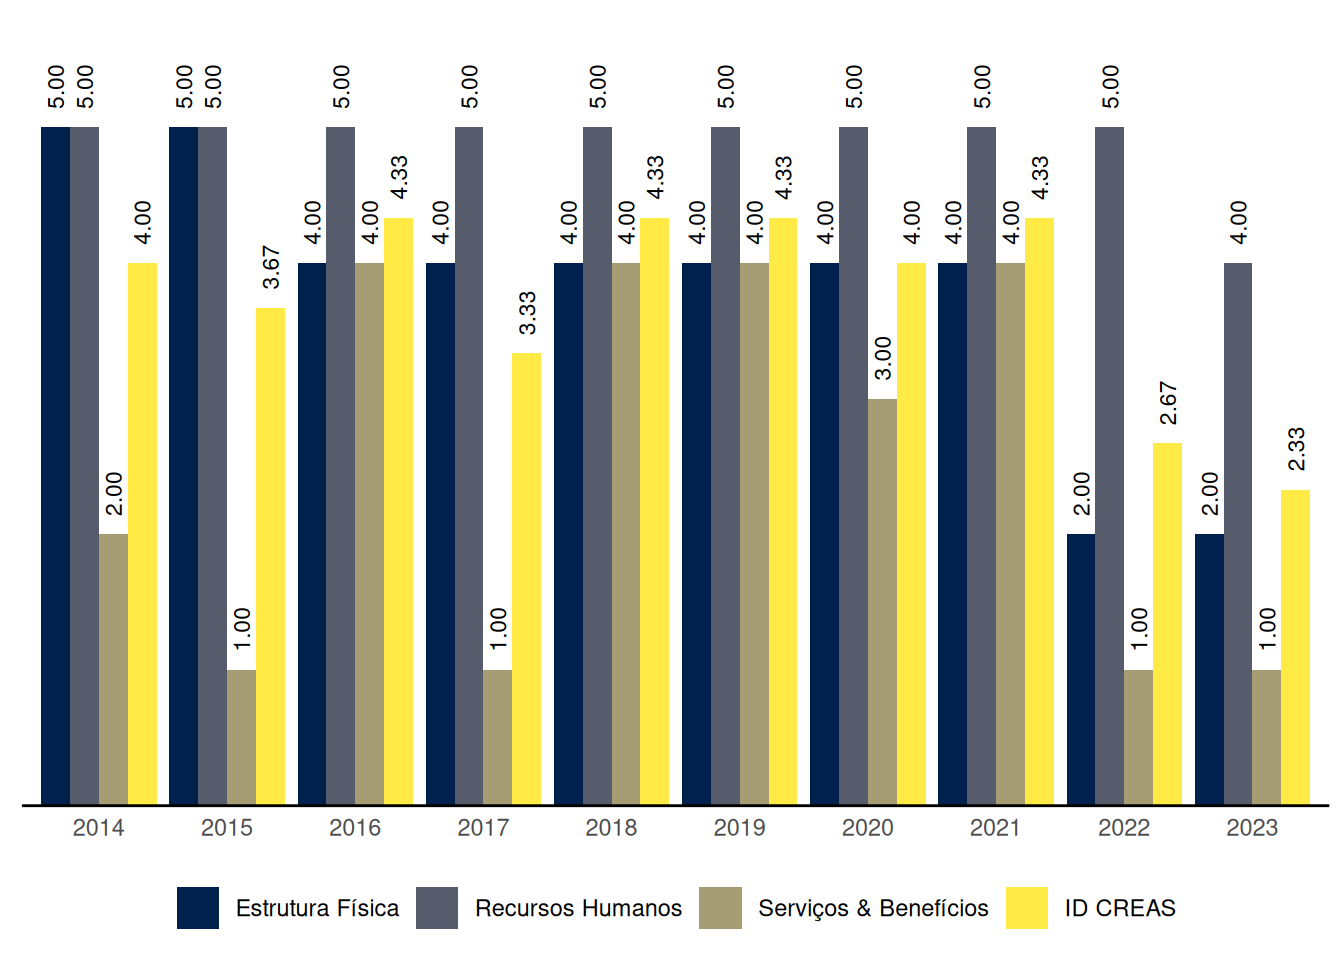 5.00 5.00 5.00 5.00 5.00 5.00 5.00 5.00 5.00 5.00 5.00
4.33 4.33 4.33 4.33
4.00 4.00 4.00 4.00 4.00 4.00 4.00 4.00 4.00 4.00 4.00 4.00 4.00
3.67
3.33
3.00
2.67
2.33
2.00 2.00 2.00
1.00 1.00 1.00 1.00
2014 2015 2016 2017 2018 2019 2020 2021 2022 2023
Estrutura Física Recursos Humanos Serviços & Benefícios ID CREAS